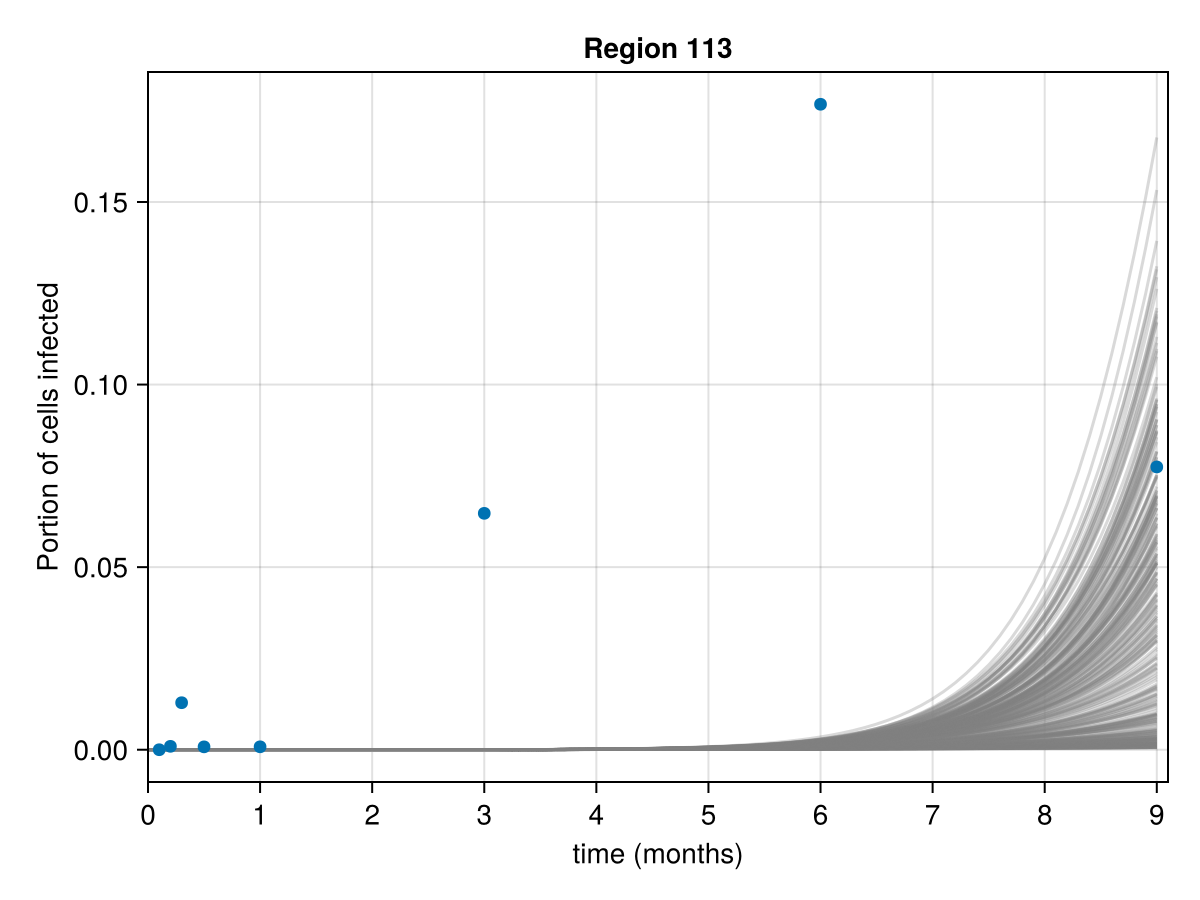 Region 113
Portion of cells infected
0.15
0.10
0.05
0.00
0 1 2 3 4 5 6 7 8 9
time (months)